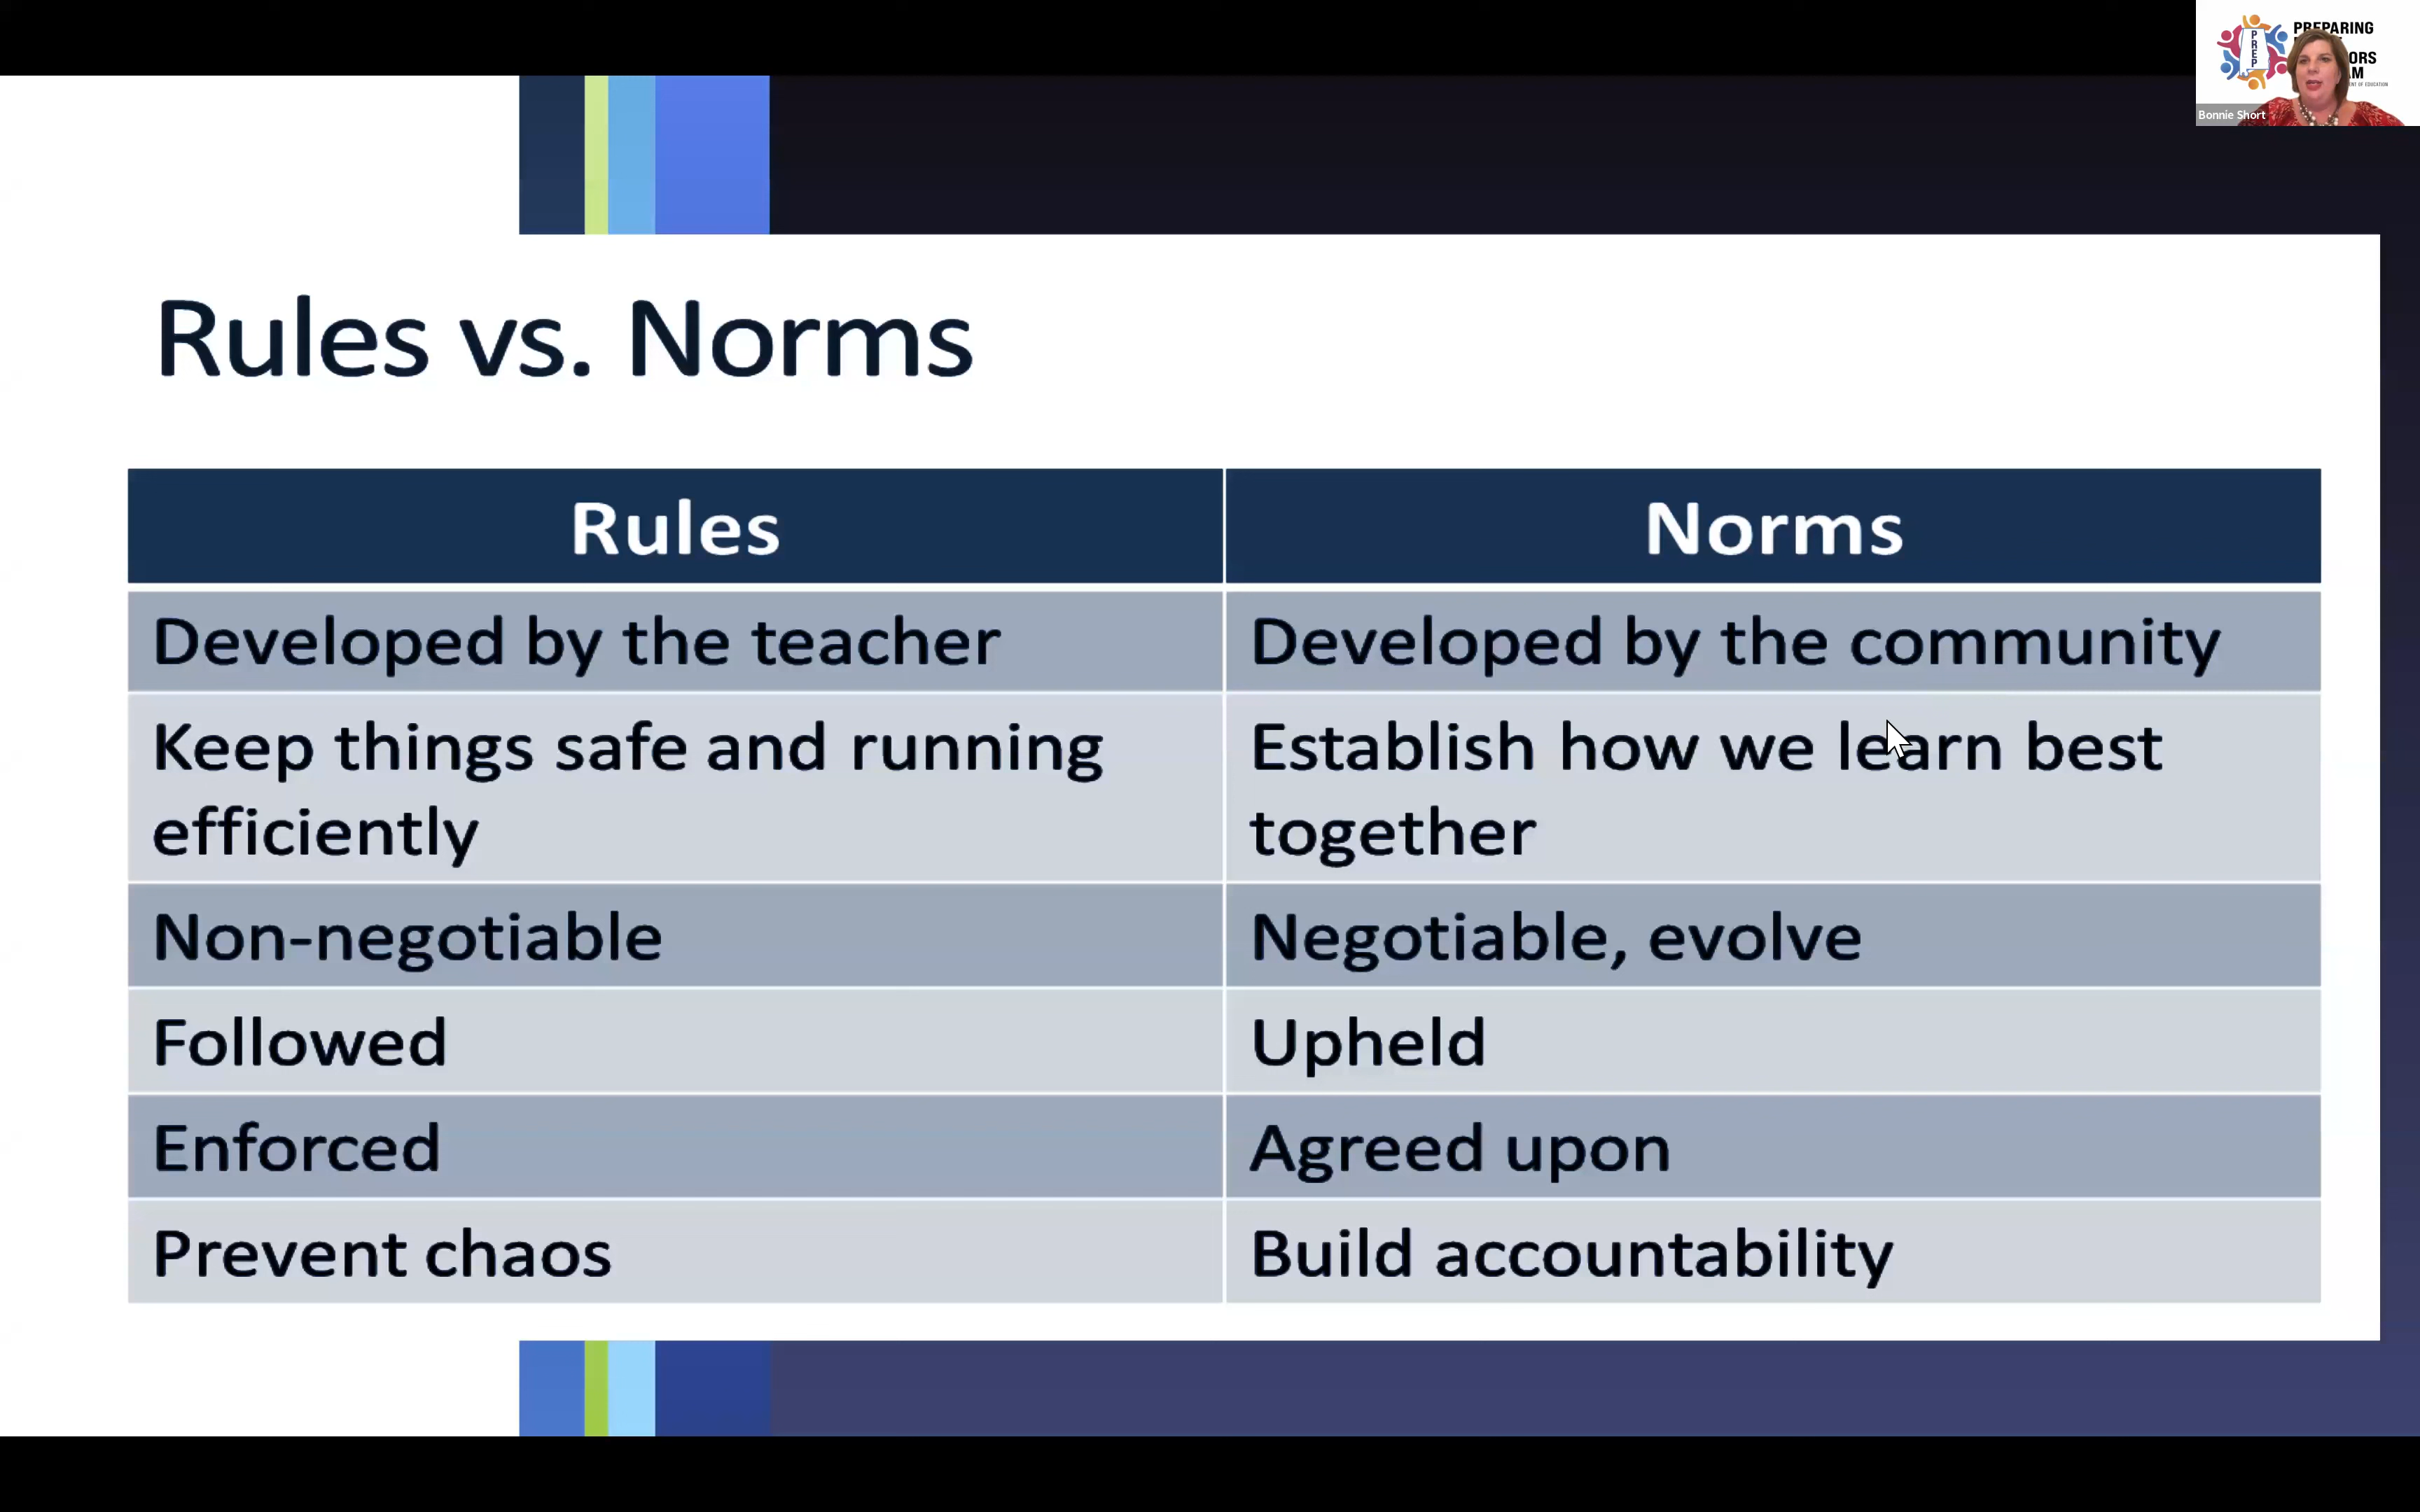 PREPARING
ORS
AM
PREP
Bonnie Short
Rules vs. Norms
Rules
Norms
Developed by the teacher
Developed by the community
Keep things safe and running
efficiently
Establish how we learn best
together
Non-negotiable
Negotiable, evolve
Followed
Upheld
Enforced
Agreed upon
Prevent chaos
Build accountability